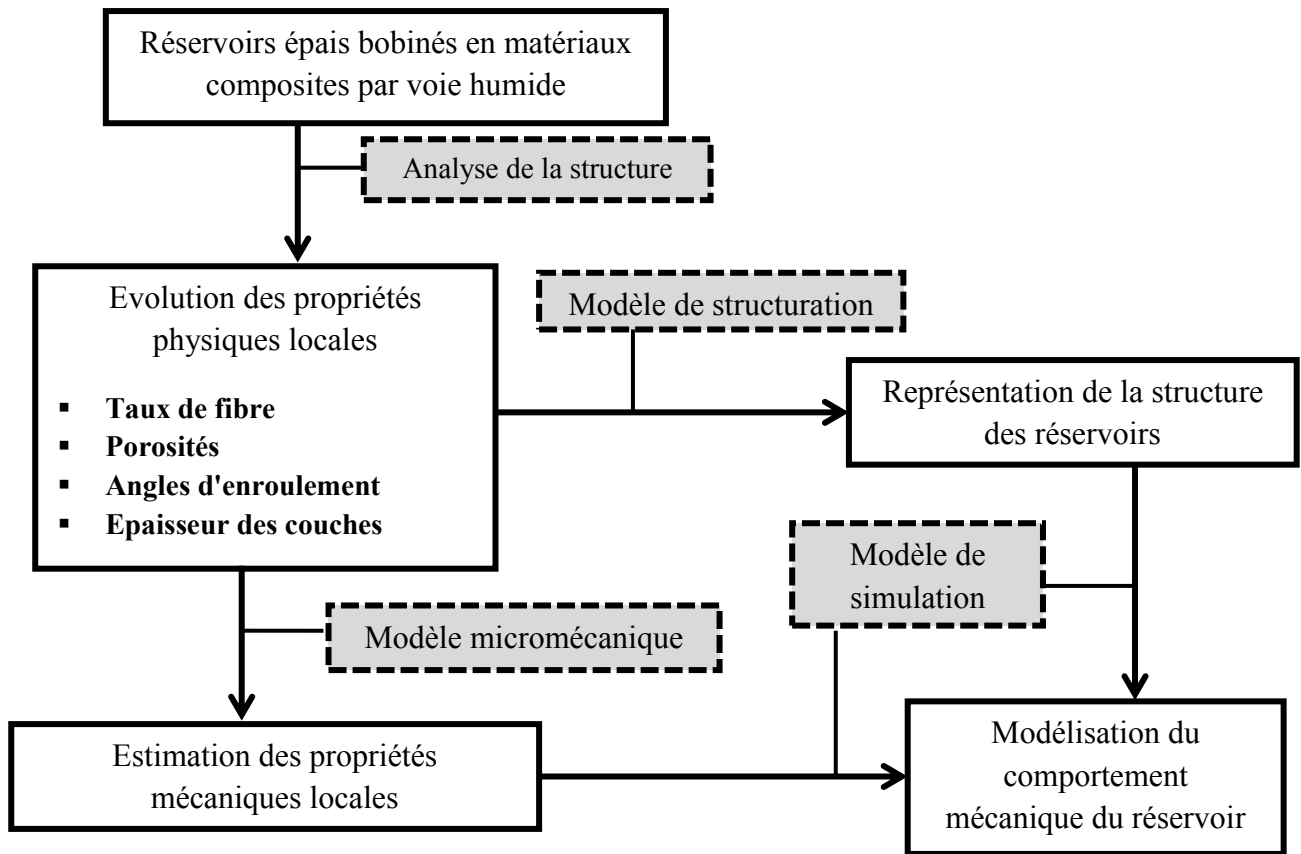 Réservoirs épais bobinés en matériaux
composites par voie humide
Analyse de la structure
Evolution des propriétés
physiques locales
▪ Taux de fibre
▪ Porosités
▪ Angles d'enroulement
▪ Epaisseur des couches
Modèle de structuration
Représentation de la structure
des réservoirs
Modèle de
simulation
Modèle micromécanique
Estimation des propriétés
mécaniques locales
Modélisation du
comportement
mécanique du réservoir